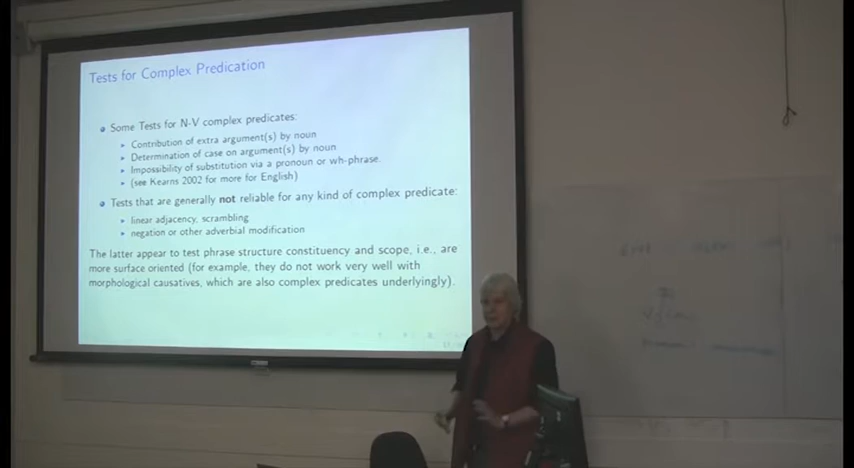 Tests for Complex Predication
Some Tests for N-V complex predicates:
Contribution of extra argument(s) by noun
Determination of case on argument(s) by noun
Impossibility of substitution via a pronoun or wh-phrase.
(see Kearns 2002 for more for English)
Tests that are generally not reliable for any kind of complex predicate:
linear adjacency, scrambling
negation or other adverbial modification
The latter appear to test phrase structure constituency and scope, i.e., are
more surface oriented (for example, they do not work very well with
morphological causatives, which are also complex predicates underlyingly).